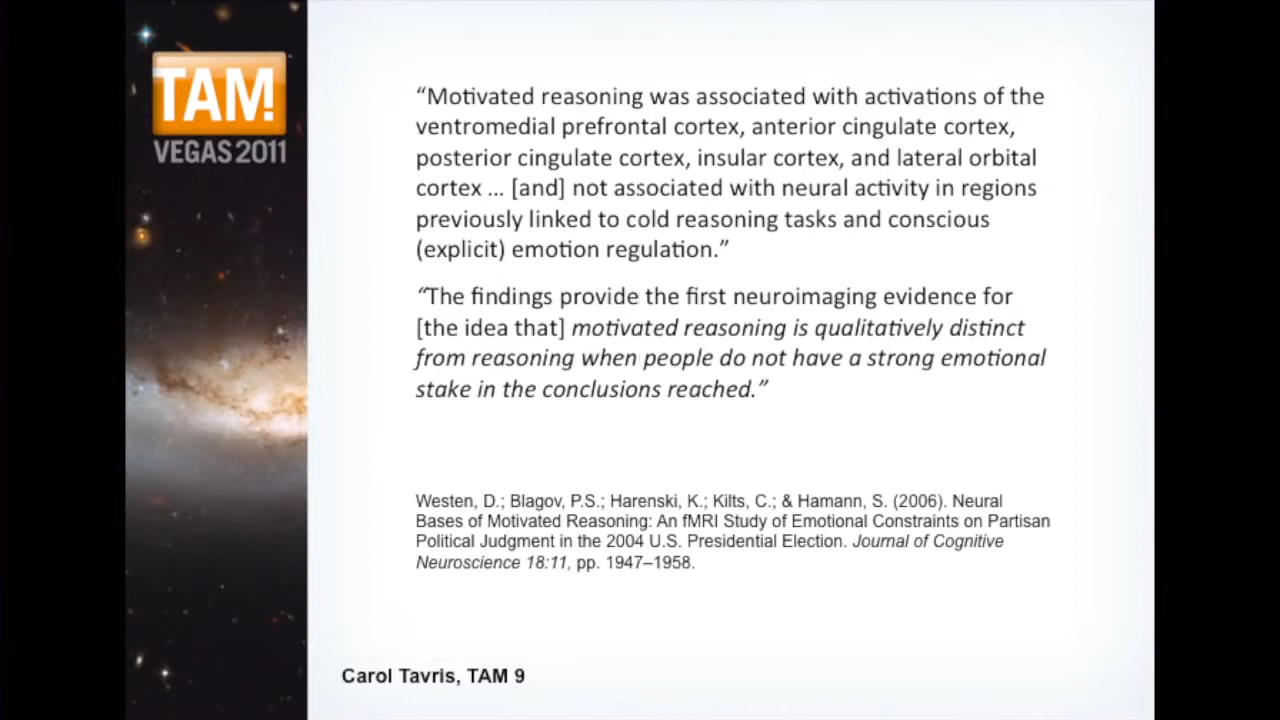 TAM!
VEGAS 2011
“Motivated reasoning was associated with activations of the
ventromedial prefrontal cortex, anterior cingulate cortex,
posterior cingulate cortex, insular cortex, and lateral orbital
cortex … [and] not associated with neural activity in regions
previously linked to cold reasoning tasks and conscious
(explicit) emotion regulation.”
“The findings provide the first neuroimaging evidence for
[the idea that] motivated reasoning is qualitatively distinct
from reasoning when people do not have a strong emotional
stake in the conclusions reached.”
Westen, D.; Blagov, P.S.; Harenski, K.; Kilts, C.; & Hamann, S. (2006). Neural
Bases of Motivated Reasoning: An fMRI Study of Emotional Constraints on Partisan
Political Judgment in the 2004 U.S. Presidential Election. Journal of Cognitive
Neuroscience 18:11, pp. 1947–1958.
Carol Tavris, TAM 9